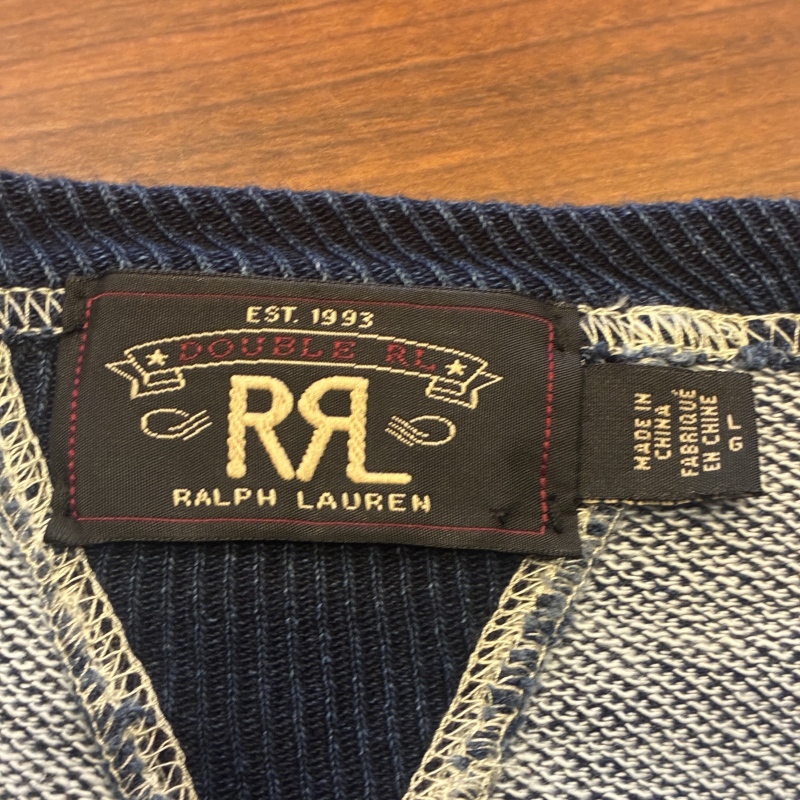 EST. 1993
DOUBLE RL
RRL
RALPH LAUREN
MADE IN
CHINA
FABRIQUÉ
EN CHINE
L
G